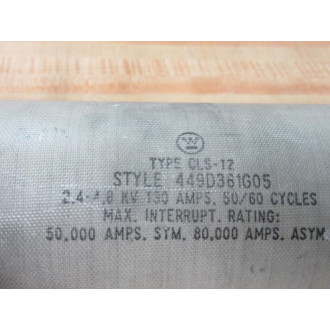 TYPE CLS-12
STYLE 449D361G05
2.4-4.8 KV 130 AMPS. 50/60 CYCLES
MAX. INTERRUPT. RATING:
50,000 AMPS. SYM. 80,000 AMPS. ASYM.